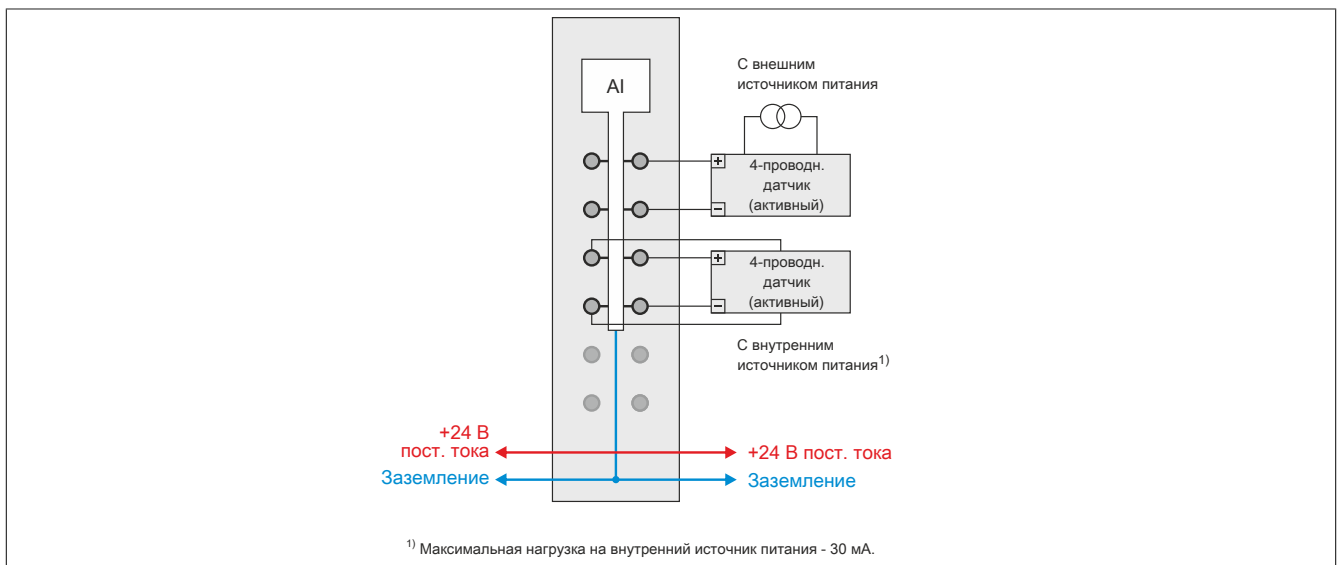 AI
С внешним
источником питания
+
4-проводн.
датчик
(активный)
−
+
4-проводн.
датчик
(активный)
−
С внутренним
источником питания1)
+24 В
пост. тока
+24 В пост. тока
Заземление
Заземление
1) Максимальная нагрузка на внутренний источник питания - 30 мА.